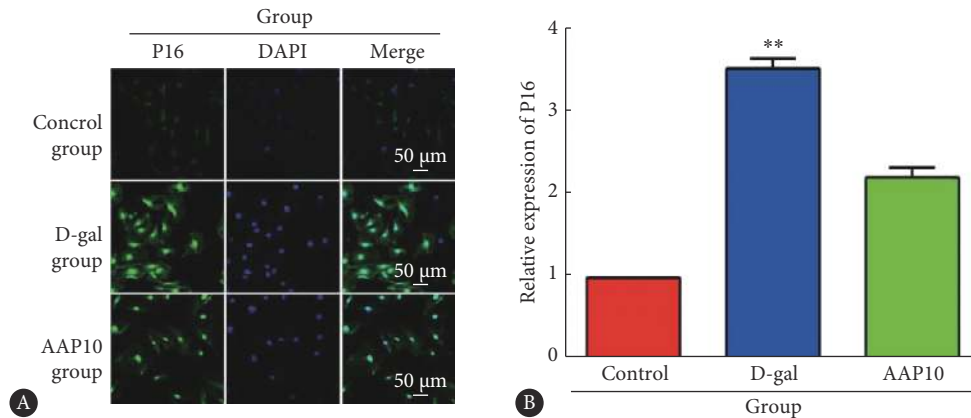 Group
P16 DAPI Merge
Concrol
group
50 μm
D-gal
group
50 μm
AAP10
group
50 μm
A
Relative expression of P16
4
3
2
1
0
**
Control D-gal AAP10
Group
B